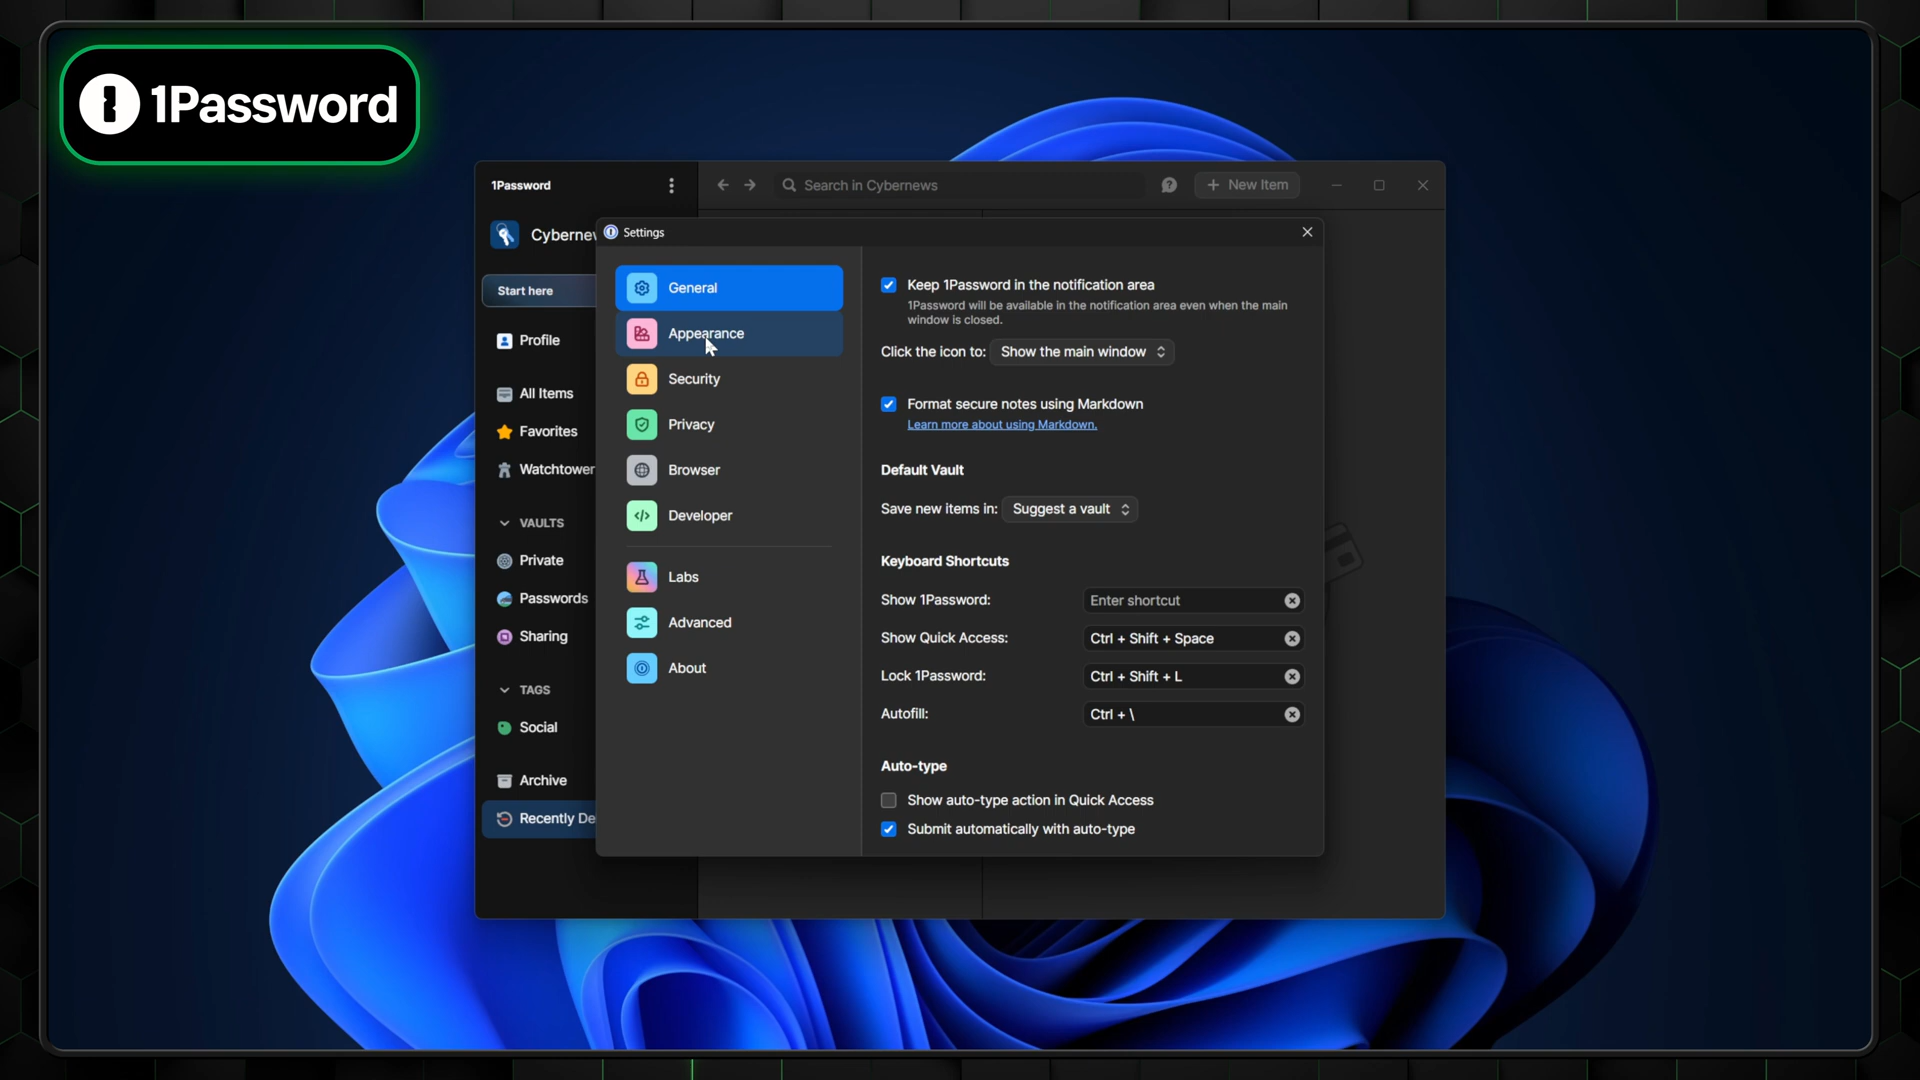 1Password
1Password
Search in Cybernews
New Item
Cybernew
Start here
Profile
All Items
Favorites
Watchtower
VAULTS
Private
Passwords
Sharing
TAGS
Social
Archive
Recently De
Settings
General
Appearance
Security
Privacy
Browser
Developer
Labs
Advanced
About
Keep 1Password in the notification area
1Password will be available in the notification area even when the main
window is closed.
Click the icon to: Show the main window
Format secure notes using Markdown
Learn more about using Markdown.
Default Vault
Save new items in: Suggest a vault
Keyboard Shortcuts
Show 1Password: Enter shortcut
Show Quick Access: Ctrl + Shift + Space
Lock 1Password: Ctrl + Shift + L
Autofill: Ctrl + \
Auto-type
Show auto-type action in Quick Access
Submit automatically with auto-type